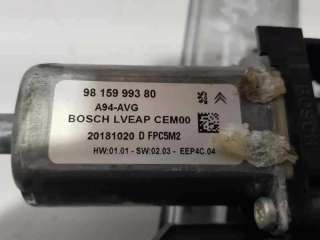 98 159 993 80
A94-AVG
BOSCH LVEAP CEM00
20181020 D FPC5M2
HW:01.01 - SW:02.03 - EEP4C.04
BOSCH